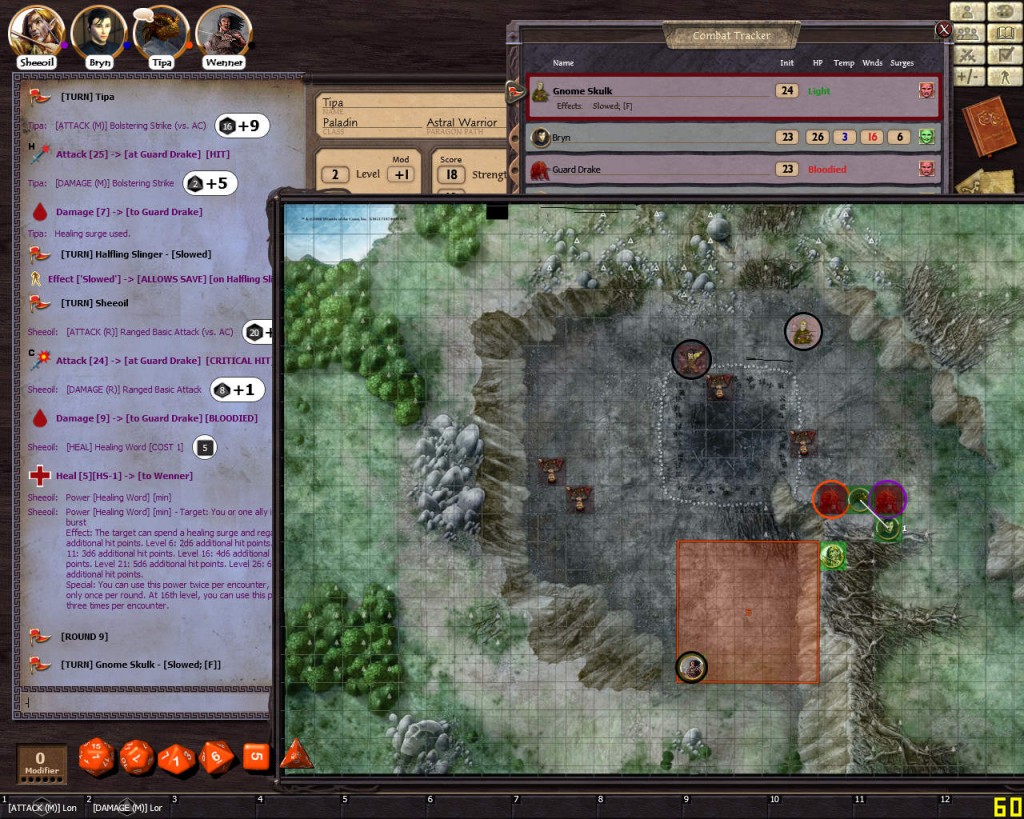 Sheeoil
Bryn
Tipa
Wenner
[TURN] Tipa
Tipa: [ATTACK (M)] Bolstering Strike (vs. AC) 16 +9
H Attack [25] -> [at Guard Drake] [HIT]
Tipa: [DAMAGE (M)] Bolstering Strike 2 +5
Damage [7] -> [to Guard Drake]
Tipa: Healing surge used.
[TURN] Halfling Slinger - [Slowed]
Effect ['Slowed'] -> [ALLOWS SAVE] [on Halfling Sl
[TURN] Sheeoil
Sheeoil: [ATTACK (R)] Ranged Basic Attack (vs. AC) 20 +
C Attack [24] -> [at Guard Drake] [CRITICAL HIT
Sheeoil: [DAMAGE (R)] Ranged Basic Attack 8 +1
Damage [9] -> [to Guard Drake] [BLOODIED]
Sheeoil: [HEAL] Healing Word [COST 1] 5
Heal [5][HS-1] -> [to Wenner]
Sheeoil: Power [Healing Word] [min]
Sheeoil: Power [Healing Word] [min] - Target: You or one ally i
burst
Effect: The target can spend a healing surge and rega
additional hit points. Level 6: 2d6 additional hit points.
11: 3d6 additional hit points. Level 16: 4d6 additional
points. Level 21: 5d6 additional hit points. Level 26: 6
additional hit points.
Special: You can use this power twice per encounter,
only once per round. At 16th level, you can use this p
three times per encounter.
[ROUND 9]
[TURN] Gnome Skulk - [Slowed; [F]]
Tipa
NAME
Paladin
CLASS
Astral Warrior
PARAGON PATH
2 Level
Mod
+1
Score
18 Strengt
Combat Tracker
X
Name Init HP Temp Wnds Surges
Gnome Skulk 24 Light
Effects: Slowed; [F]
Bryn 23 26 3 16 6
Guard Drake 23 Bloodied
+/-
3
1
0
Modifier
1 2 3 4 5 6 7 8 9 10 11 12
[ATTACK (M)] Lon [DAMAGE (M)] Lor
60